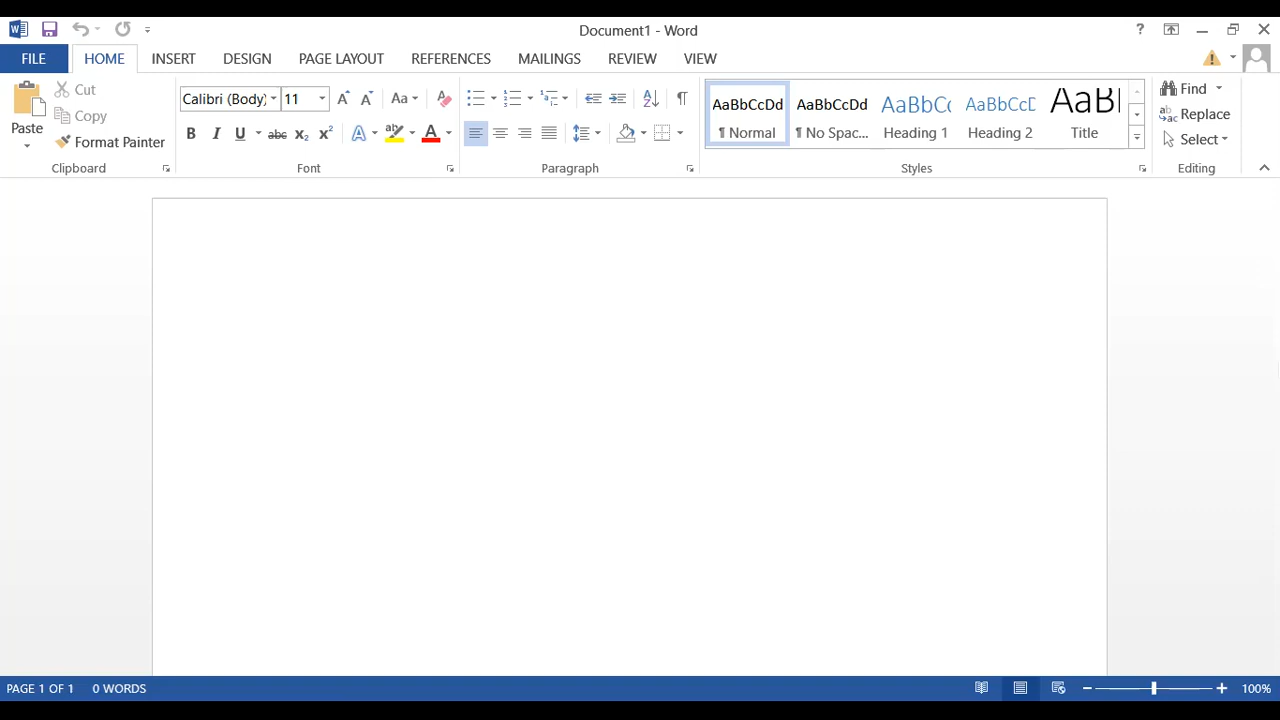 Document1 - Word
FILE HOME INSERT DESIGN PAGE LAYOUT REFERENCES MAILINGS REVIEW VIEW
Paste
Cut
Copy
Format Painter
Clipboard
Calibri (Body) 11 Aa
B I U abc X₂ X² A ab A
Font
Paragraph
AaBbCcDd AaBbCcDd AaBbCc AaBbCcD AaB
¶ Normal ¶ No Spac... Heading 1 Heading 2 Title
Styles
Find
Replace
Select
Editing
PAGE 1 OF 1 0 WORDS 100%